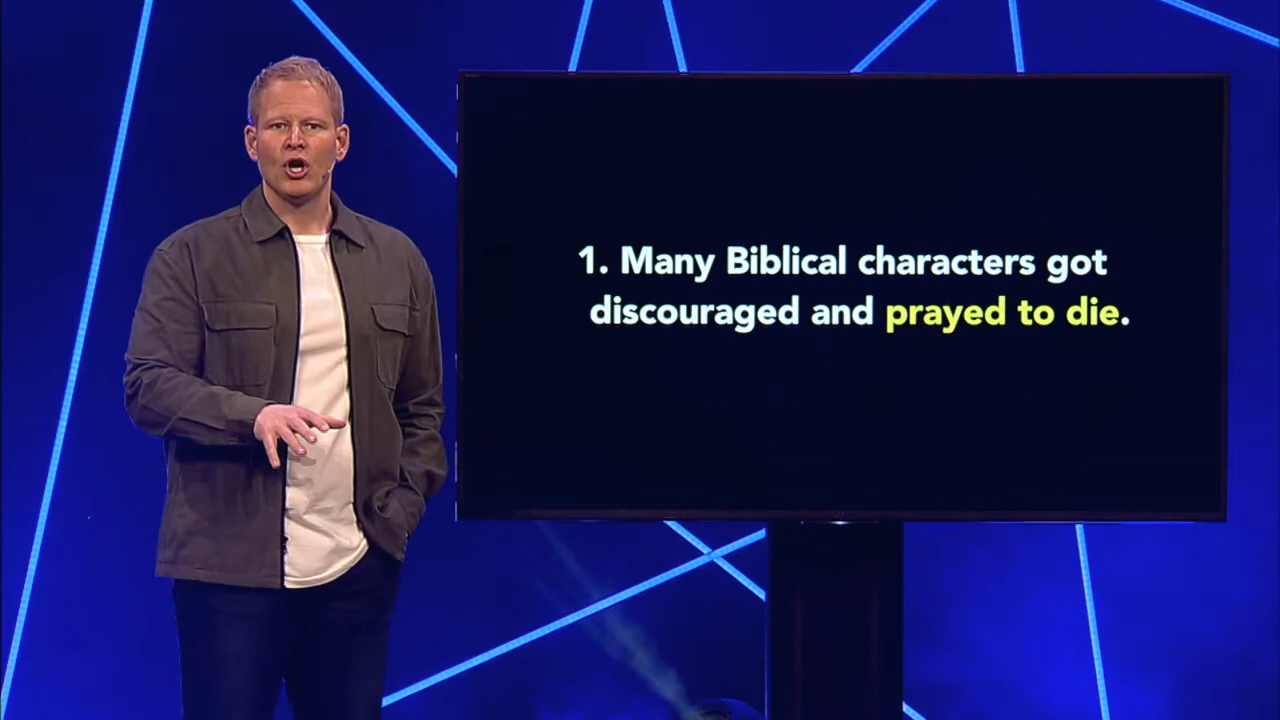 1. Many Biblical characters got
discouraged and prayed to die.